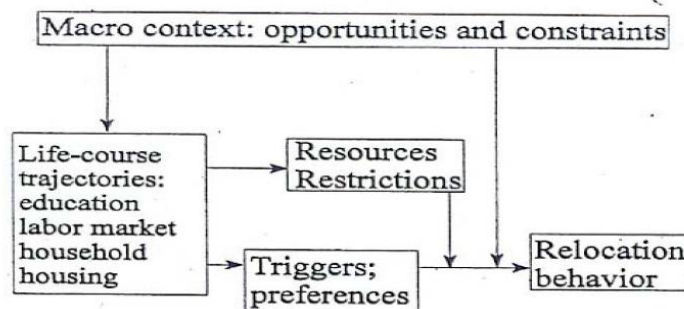 Macro context: opportunities and constraints
Life-course
trajectories:
education
labor market
household
housing
Resources
Restrictions
Triggers;
preferences
Relocation
behavior